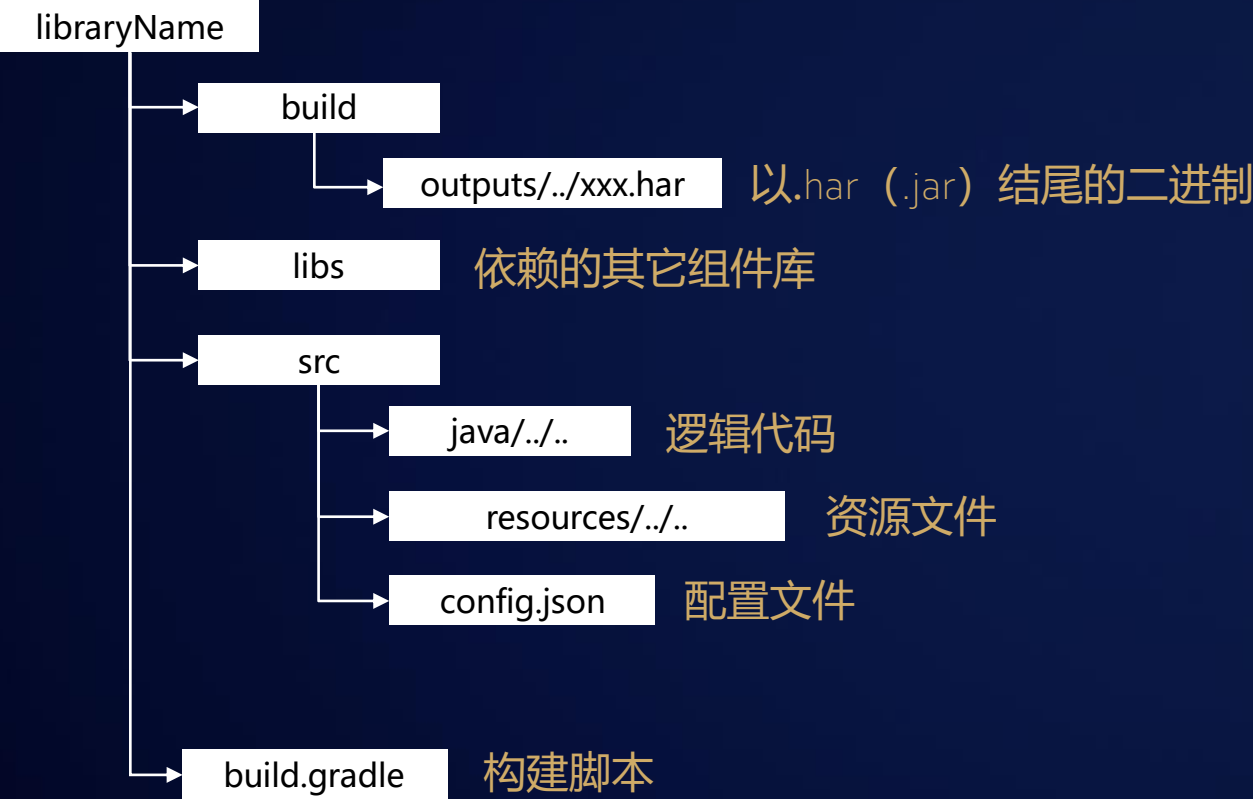 libraryName
build
outputs/../xxx.har 以.har（.jar）结尾的二进制
libs 依赖的其它组件库
src
java/../.. 逻辑代码
resources/../.. 资源文件
config.json 配置文件
build.gradle 构建脚本